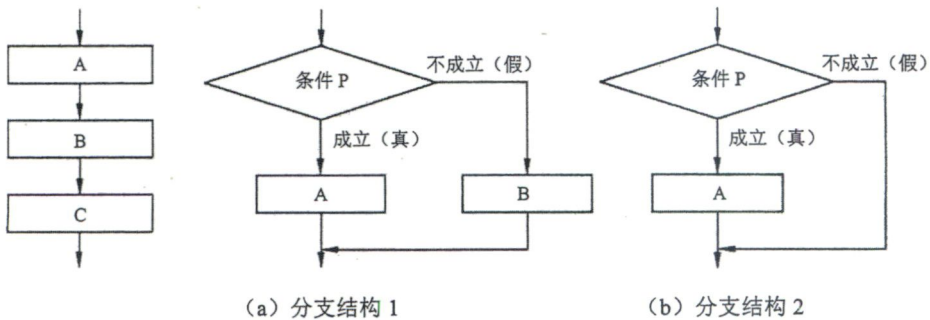 A
B
C
条件 P
不成立（假）
成立（真）
A
B
（a）分支结构 1
条件 P
不成立（假）
成立（真）
A
（b）分支结构 2